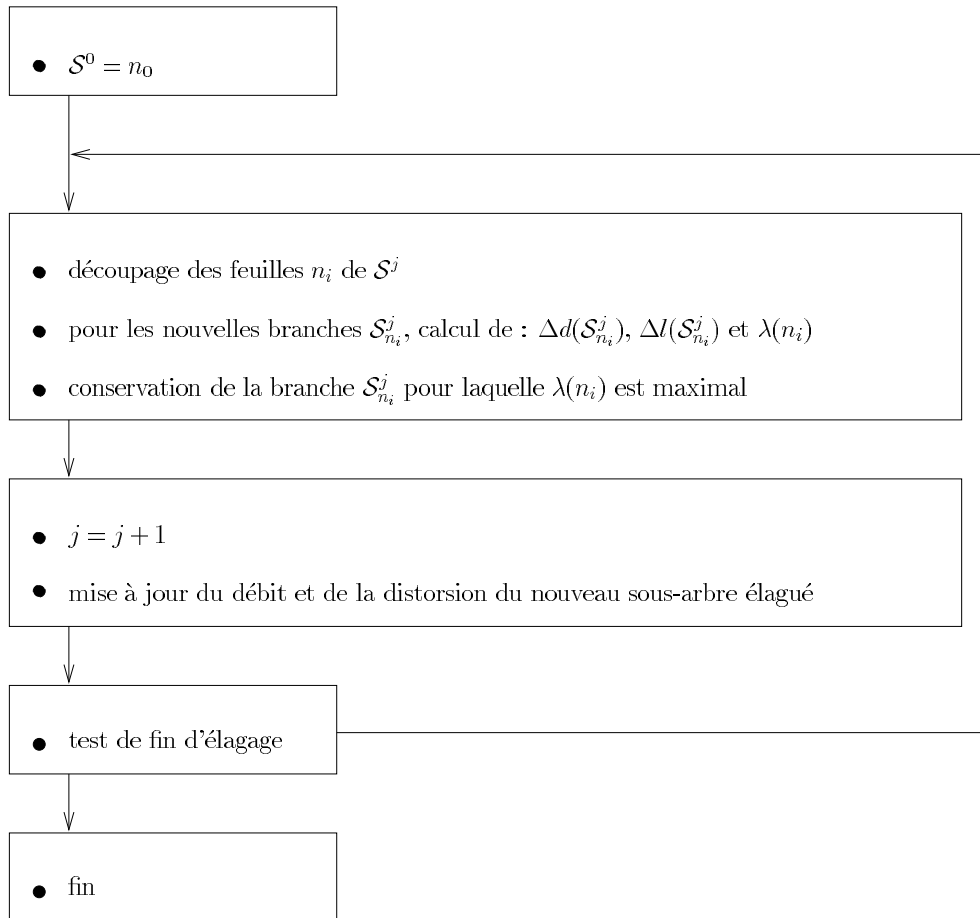 ● $\mathcal{S}^0 = n_0$
● découpage des feuilles $n_i$ de $\mathcal{S}^j$
● pour les nouvelles branches $\mathcal{S}^j_{n_i}$, calcul de : $\Delta d(\mathcal{S}^j_{n_i})$, $\Delta l(\mathcal{S}^j_{n_i})$ et $\lambda(n_i)$
● conservation de la branche $\mathcal{S}^j_{n_i}$ pour laquelle $\lambda(n_i)$ est maximal
● $j = j + 1$
● mise à jour du débit et de la distorsion du nouveau sous-arbre élagué
● test de fin d'élagage
● fin